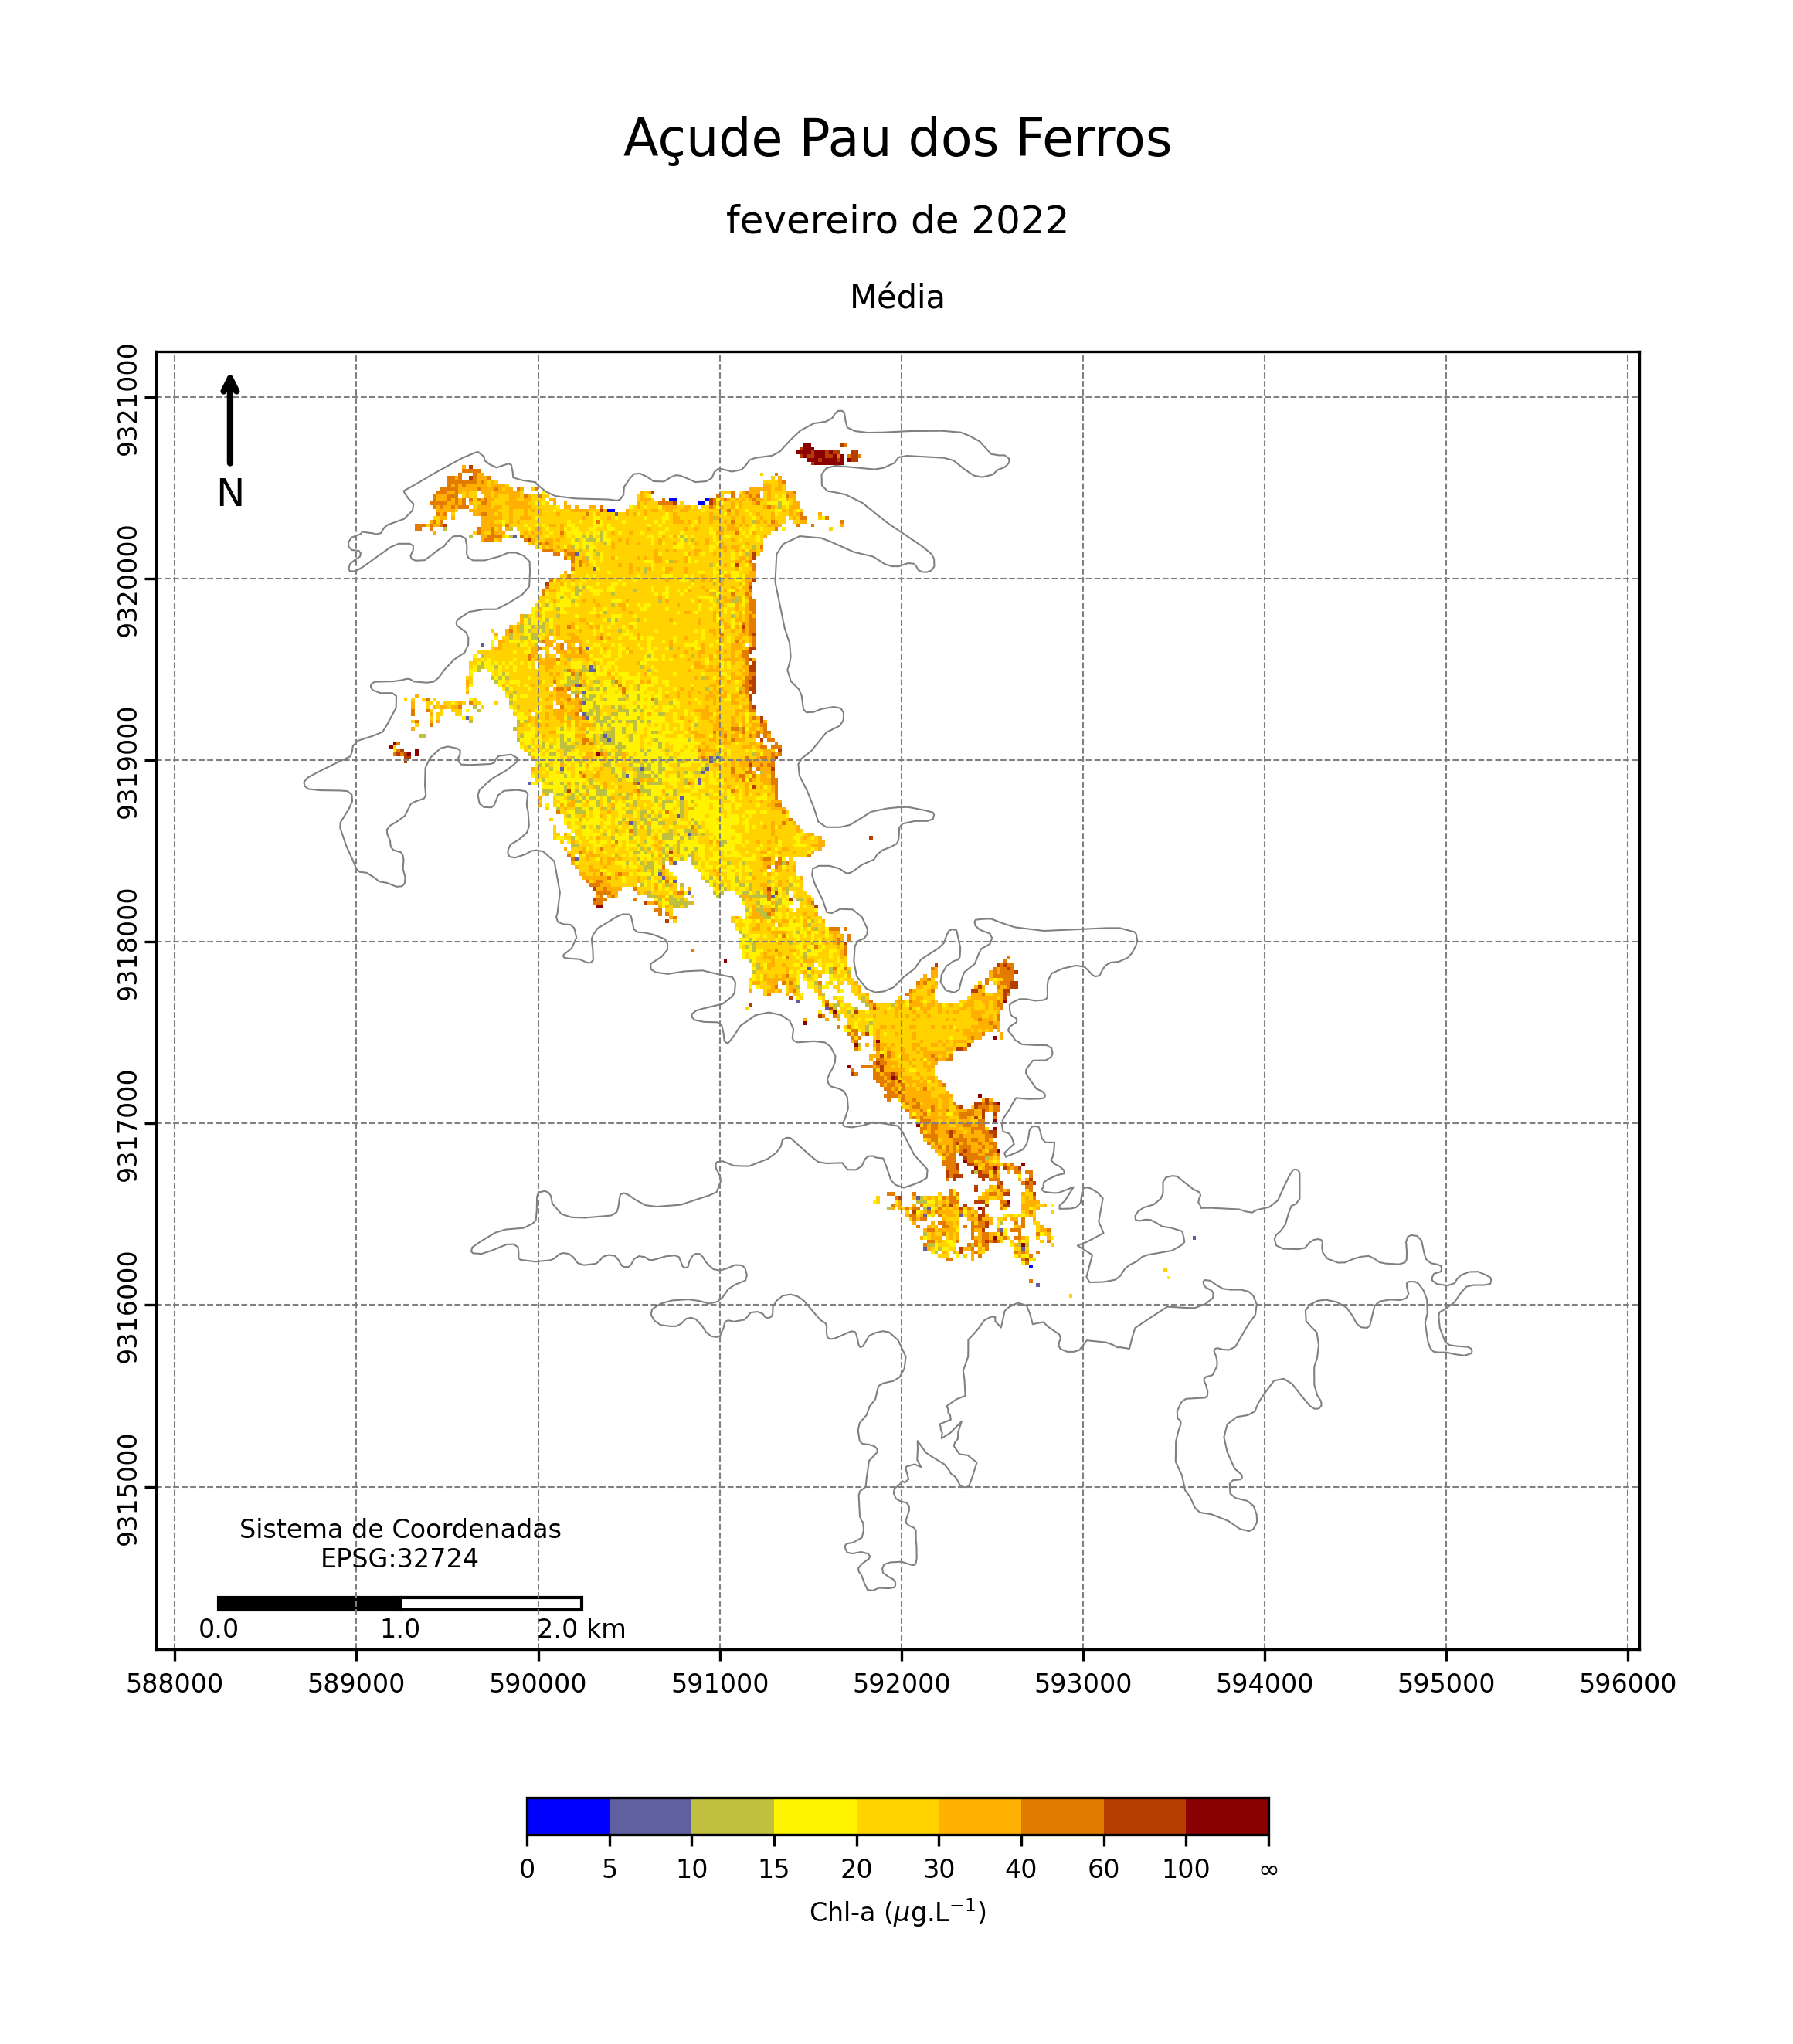 Açude Pau dos Ferros
fevereiro de 2022
Média
9321000
9320000
9319000
9318000
9317000
9316000
9315000
N
Sistema de Coordenadas
EPSG:32724
0.0 1.0 2.0 km
588000 589000 590000 591000 592000 593000 594000 595000 596000
0 5 10 15 20 30 40 60 100 ∞
Chl-a (μg.L⁻¹)